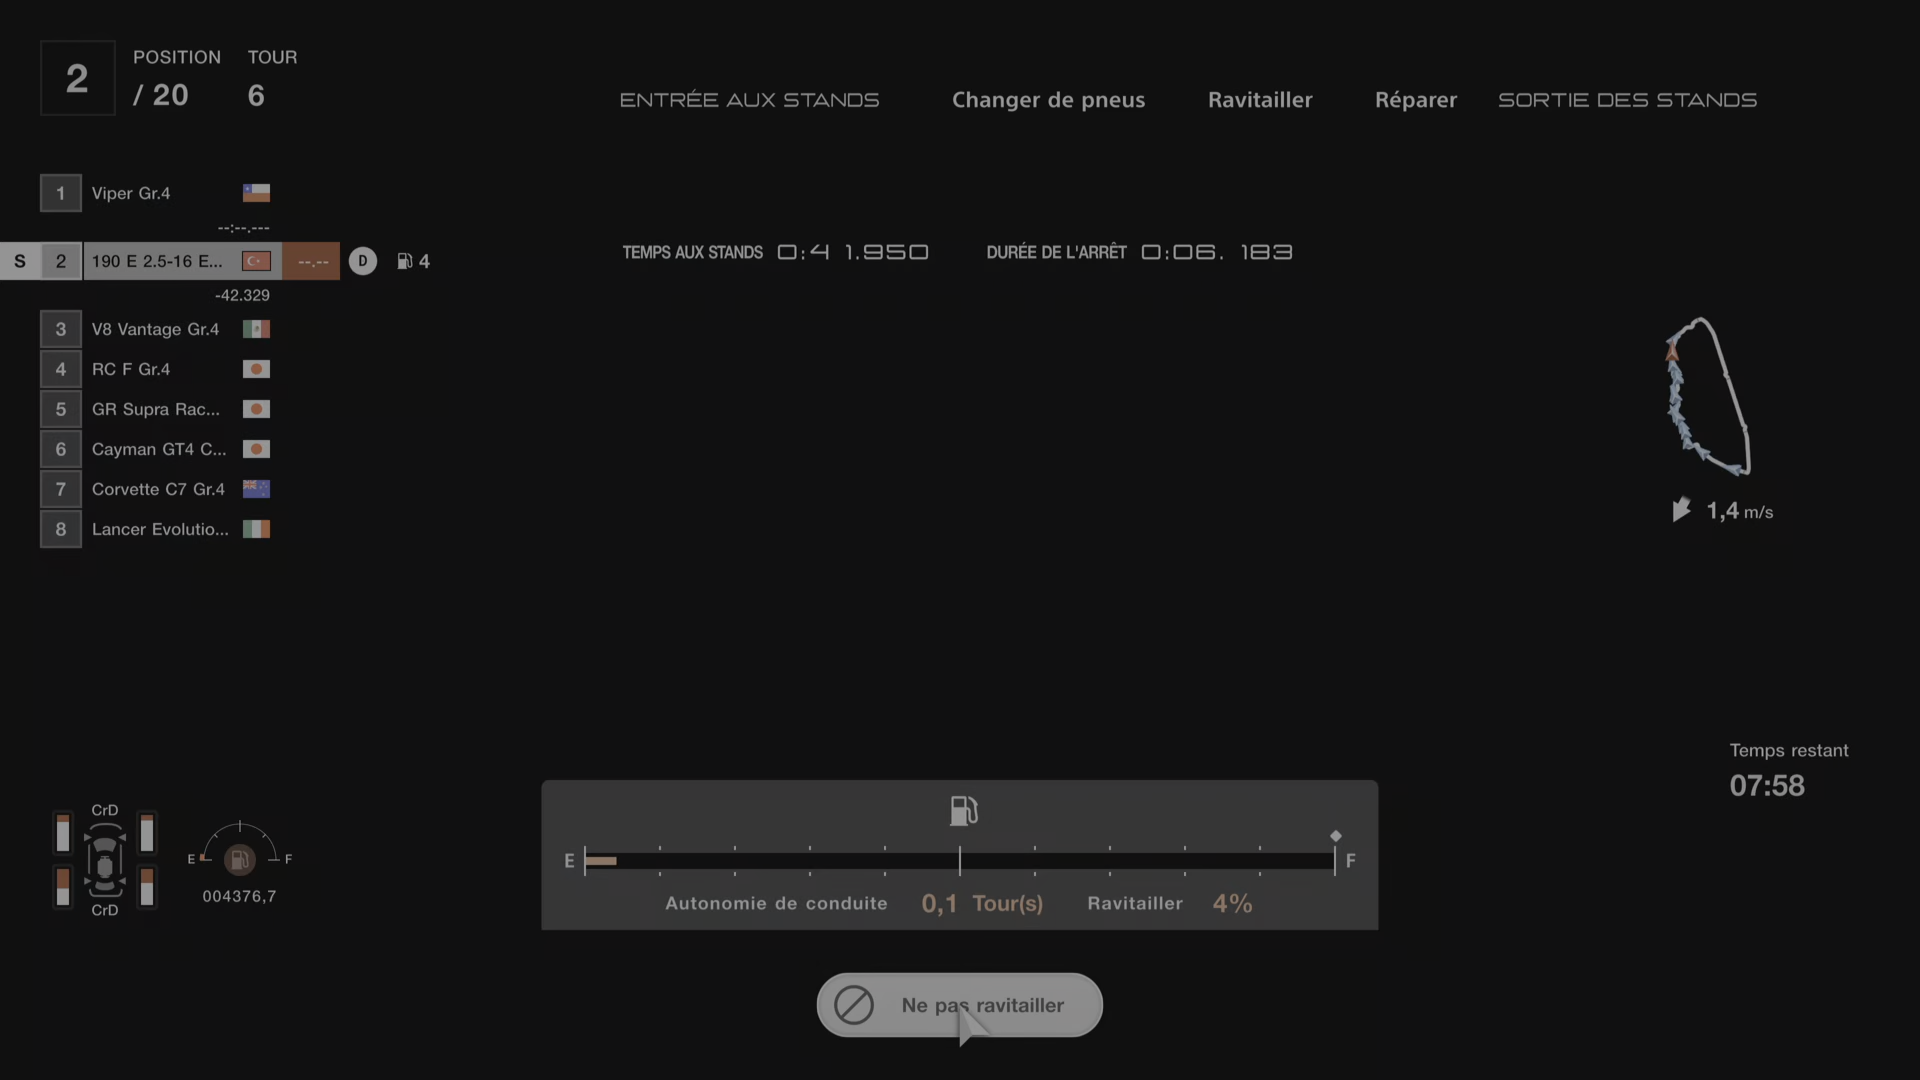 2
POSITION TOUR
/ 20 6
ENTRÉE AUX STANDS Changer de pneus Ravitailler Réparer SORTIE DES STANDS
1 Viper Gr.4
--:--.---
S 2 190 E 2.5-16 E... --.-- D 4
TEMPS AUX STANDS 0:41.950 DURÉE DE L'ARRÊT 0:06.183
-42.329
3 V8 Vantage Gr.4
4 RC F Gr.4
5 GR Supra Rac...
6 Cayman GT4 C...
7 Corvette C7 Gr.4
8 Lancer Evolutio...
1,4 m/s
Temps restant
07:58
CrD
E F
004376,7
CrD
E F
Autonomie de conduite 0,1 Tour(s) Ravitailler 4%
Ne pas ravitailler